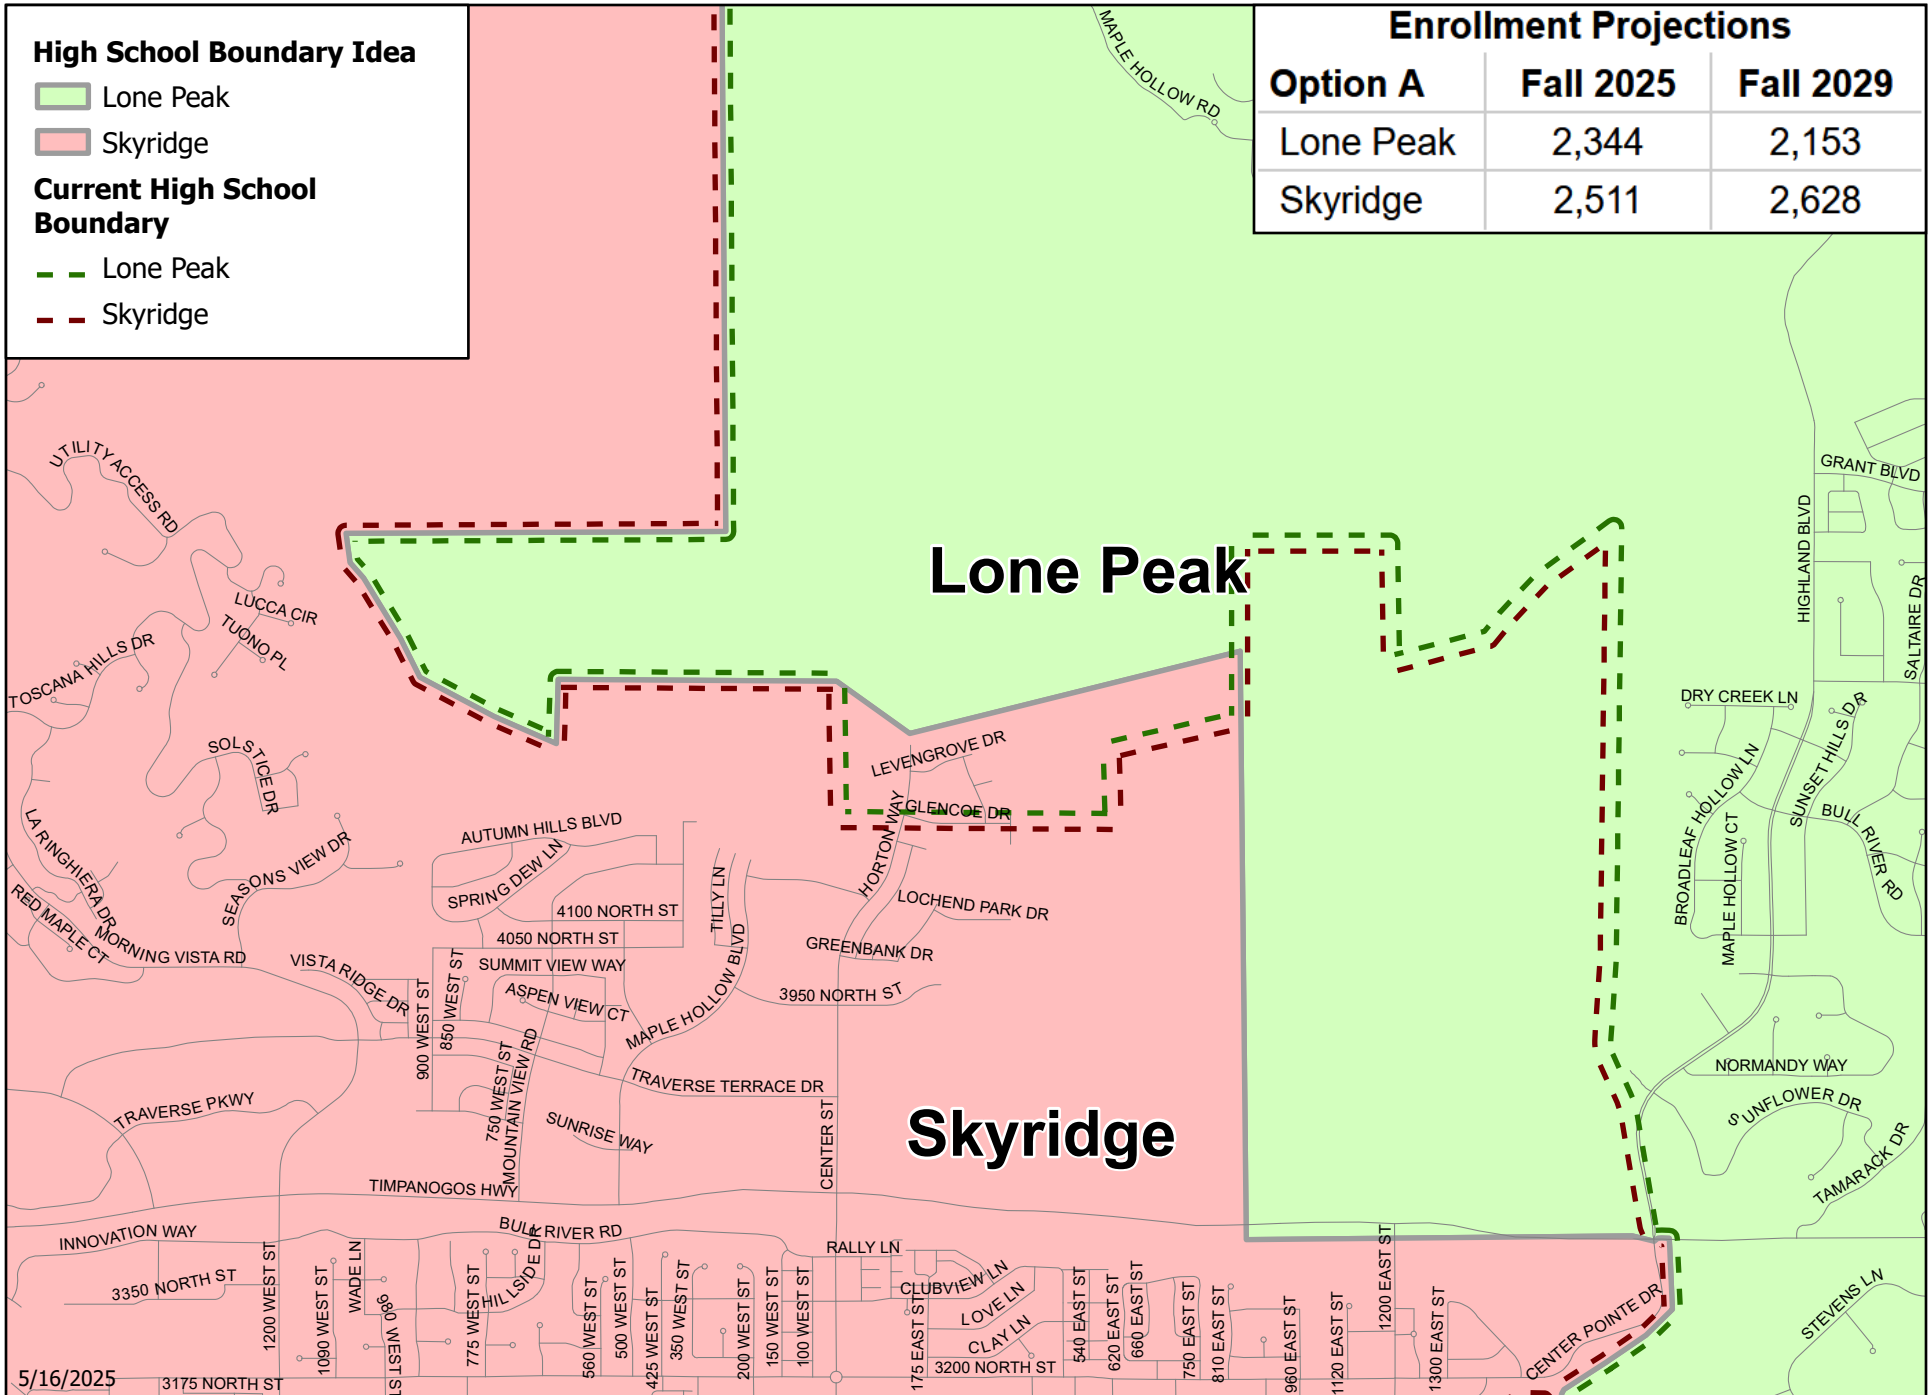 High School Boundary Idea
Lone Peak
Skyridge
Current High School
Boundary
Lone Peak
Skyridge
Enrollment Projections
Option A Fall 2025 Fall 2029
Lone Peak 2,344 2,153
Skyridge 2,511 2,628
MAPLE HOLLOW RD
UTILITY ACCESS RD
GRANT BLVD
HIGHLAND BLVD
Lone Peak
LUCCA CIR
TUONO PL
SALTAIRE DR
TOSCANA HILLS DR
DRY CREEK LN
SOLSTICE DR
LEVENGROVE DR
BROADLEAF HOLLOW LN
SUNSET HILLS DR
GLENCOE DR
HORTON WAY
BULL RIVER RD
LA RINGHIERA DR
AUTUMN HILLS BLVD
SEASONS VIEW DR
SPRING DEW LN
TILLY LN
MAPLE HOLLOW CT
RED MAPLE CT
4100 NORTH ST
LOCHEND PARK DR
4050 NORTH ST
GREENBANK DR
MORNING VISTA RD
VISTA RIDGE DR
SUMMIT VIEW WAY
850 WEST ST
900 WEST ST
ASPEN VIEW CT
MAPLE HOLLOW BLVD
3950 NORTH ST
750 WEST ST
MOUNTAIN VIEW RD
TRAVERSE TERRACE DR
NORMANDY WAY
TRAVERSE PKWY
SUNRISE WAY
CENTER ST
Skyridge
SUNFLOWER DR
TAMARACK DR
TIMPANOGOS HWY
INNOVATION WAY
BULL RIVER RD
RALLY LN
1200 WEST ST
3350 NORTH ST
1090 WEST ST
WADE LN
980 WEST ST
775 WEST ST
HILLSIDE DR
560 WEST ST
500 WEST ST
425 WEST ST
350 WEST ST
200 WEST ST
150 WEST ST
100 WEST ST
CLUBVIEW LN
LOVE LN
CLAY LN
175 EAST ST
3200 NORTH ST
540 EAST ST
620 EAST ST
660 EAST ST
750 EAST ST
810 EAST ST
960 EAST ST
1120 EAST ST
1200 EAST ST
1300 EAST ST
CENTER POINTE DR
STEVENS LN
5/16/2025
3175 NORTH ST